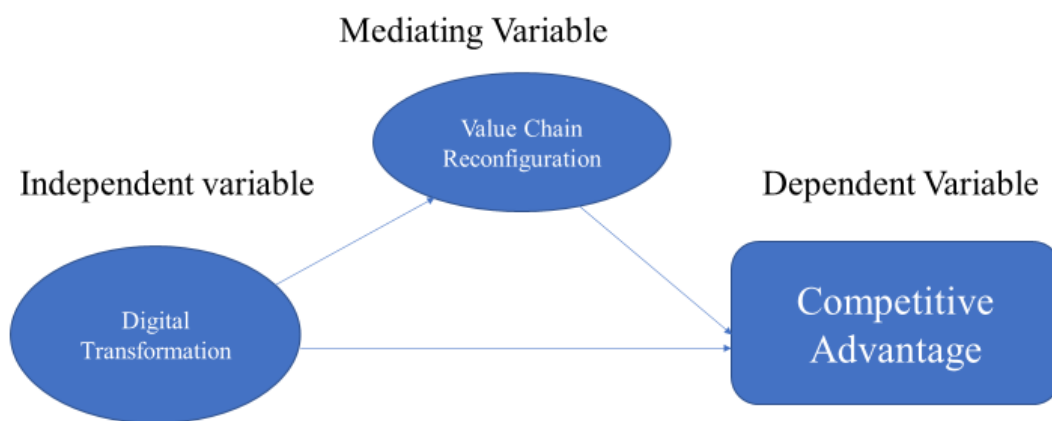 Mediating Variable
Value Chain
Reconfiguration
Independent variable
Dependent Variable
Digital
Transformation
Competitive
Advantage